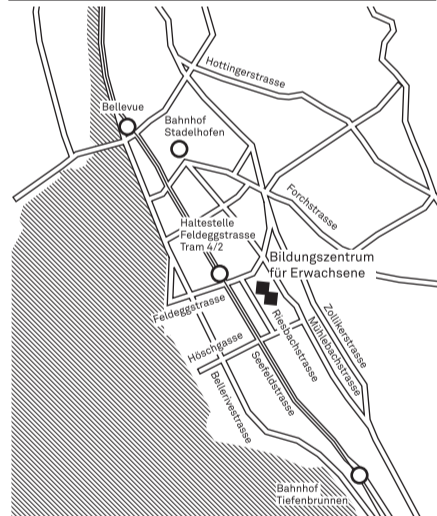 Hottingerstrasse
Bellevue
Bahnhof
Stadelhofen
Forchstrasse
Haltestelle
Feldeggstrasse
Tram 4/2
Bildungszentrum
für Erwachsene
Feldeggstrasse
Zollikerstrasse
Mühlebachstrasse
Riesbachstrasse
Höschgasse
Seefeldstrasse
Bellerivestrasse
Bahnhof
Tiefenbrunnen